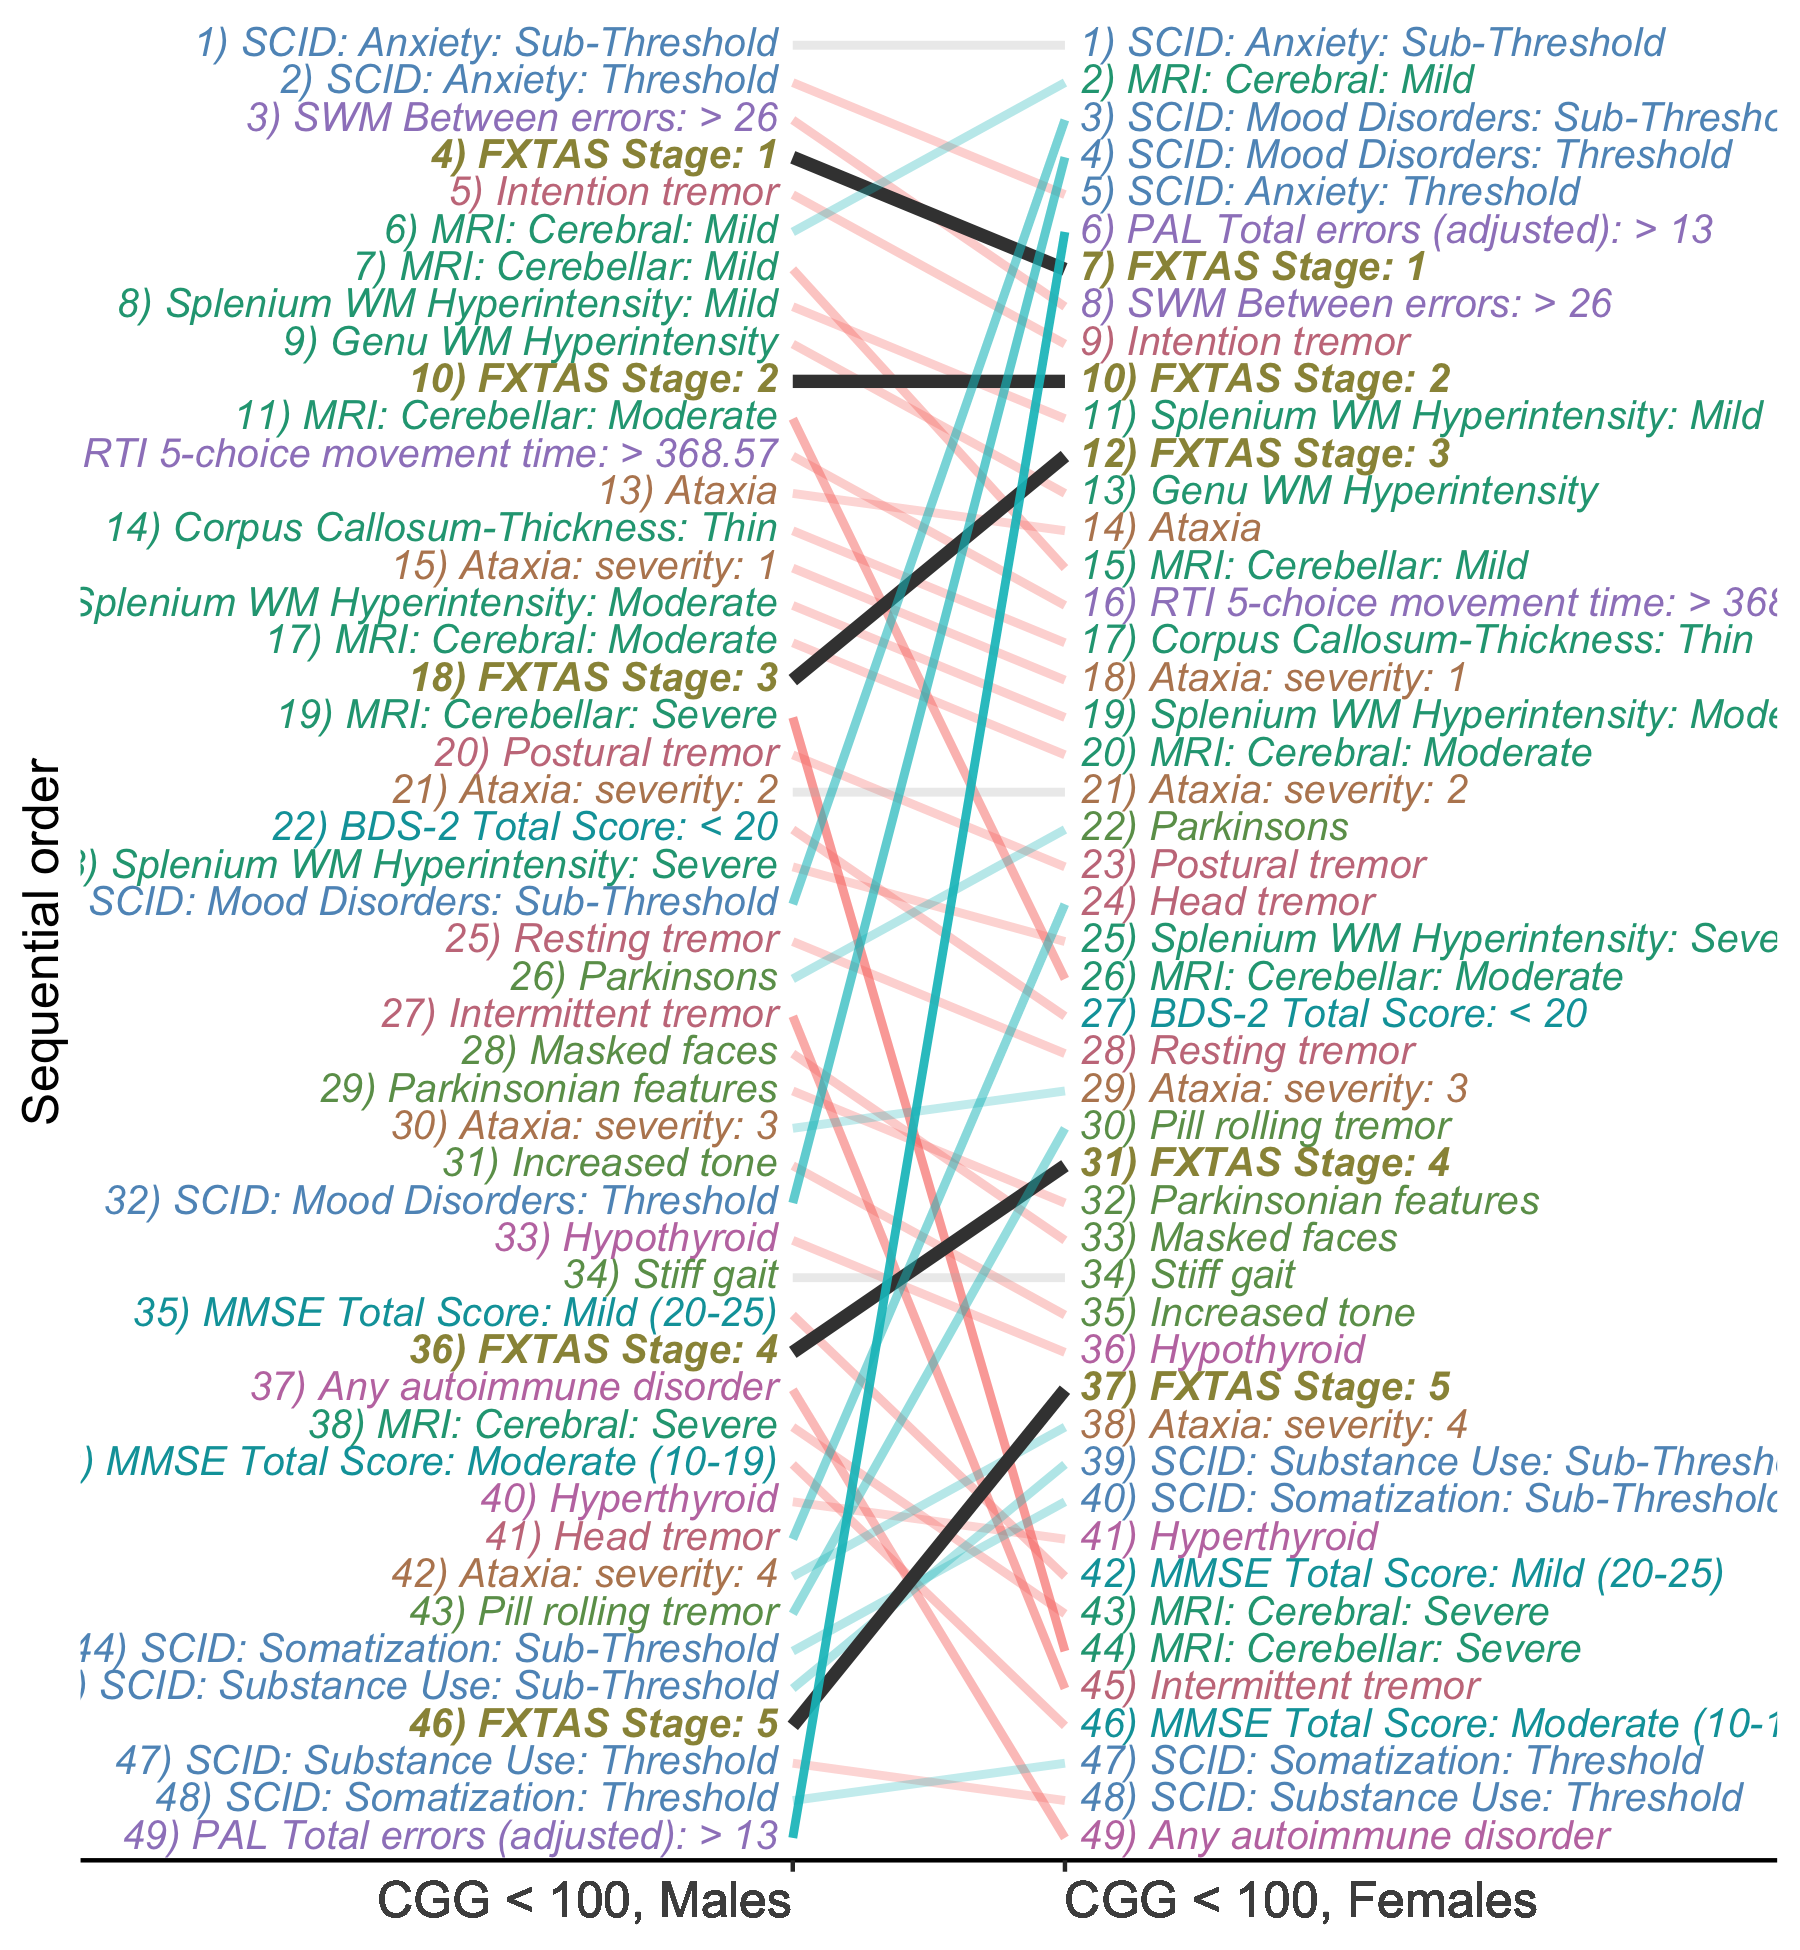 Sequential order
1) SCID: Anxiety: Sub-Threshold
2) SCID: Anxiety: Threshold
3) SWM Between errors: > 26
4) FXTAS Stage: 1
5) Intention tremor
6) MRI: Cerebral: Mild
7) MRI: Cerebellar: Mild
8) Splenium WM Hyperintensity: Mild
9) Genu WM Hyperintensity
10) FXTAS Stage: 2
11) MRI: Cerebellar: Moderate
RTI 5-choice movement time: > 368.57
13) Ataxia
14) Corpus Callosum-Thickness: Thin
15) Ataxia: severity: 1
Splenium WM Hyperintensity: Moderate
17) MRI: Cerebral: Moderate
18) FXTAS Stage: 3
19) MRI: Cerebellar: Severe
20) Postural tremor
21) Ataxia: severity: 2
22) BDS-2 Total Score: < 20
) Splenium WM Hyperintensity: Severe
SCID: Mood Disorders: Sub-Threshold
25) Resting tremor
26) Parkinsons
27) Intermittent tremor
28) Masked faces
29) Parkinsonian features
30) Ataxia: severity: 3
31) Increased tone
32) SCID: Mood Disorders: Threshold
33) Hypothyroid
34) Stiff gait
35) MMSE Total Score: Mild (20-25)
36) FXTAS Stage: 4
37) Any autoimmune disorder
38) MRI: Cerebral: Severe
) MMSE Total Score: Moderate (10-19)
40) Hyperthyroid
41) Head tremor
42) Ataxia: severity: 4
43) Pill rolling tremor
44) SCID: Somatization: Sub-Threshold
) SCID: Substance Use: Sub-Threshold
46) FXTAS Stage: 5
47) SCID: Substance Use: Threshold
48) SCID: Somatization: Threshold
49) PAL Total errors (adjusted): > 13
1) SCID: Anxiety: Sub-Threshold
2) MRI: Cerebral: Mild
3) SCID: Mood Disorders: Sub-Thresho
4) SCID: Mood Disorders: Threshold
5) SCID: Anxiety: Threshold
6) PAL Total errors (adjusted): > 13
7) FXTAS Stage: 1
8) SWM Between errors: > 26
9) Intention tremor
10) FXTAS Stage: 2
11) Splenium WM Hyperintensity: Mild
12) FXTAS Stage: 3
13) Genu WM Hyperintensity
14) Ataxia
15) MRI: Cerebellar: Mild
16) RTI 5-choice movement time: > 368
17) Corpus Callosum-Thickness: Thin
18) Ataxia: severity: 1
19) Splenium WM Hyperintensity: Mode
20) MRI: Cerebral: Moderate
21) Ataxia: severity: 2
22) Parkinsons
23) Postural tremor
24) Head tremor
25) Splenium WM Hyperintensity: Seve
26) MRI: Cerebellar: Moderate
27) BDS-2 Total Score: < 20
28) Resting tremor
29) Ataxia: severity: 3
30) Pill rolling tremor
31) FXTAS Stage: 4
32) Parkinsonian features
33) Masked faces
34) Stiff gait
35) Increased tone
36) Hypothyroid
37) FXTAS Stage: 5
38) Ataxia: severity: 4
39) SCID: Substance Use: Sub-Thresh
40) SCID: Somatization: Sub-Threshold
41) Hyperthyroid
42) MMSE Total Score: Mild (20-25)
43) MRI: Cerebral: Severe
44) MRI: Cerebellar: Severe
45) Intermittent tremor
46) MMSE Total Score: Moderate (10-1
47) SCID: Somatization: Threshold
48) SCID: Substance Use: Threshold
49) Any autoimmune disorder
CGG < 100, Males
CGG < 100, Females